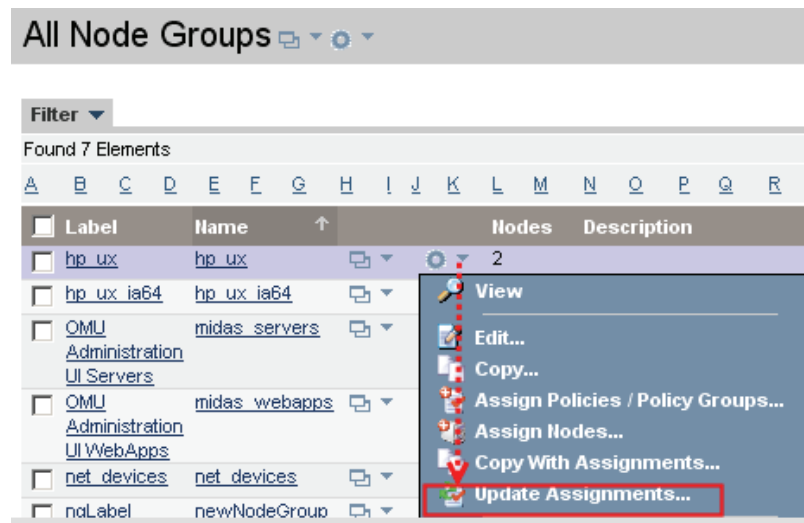 All Node Groups
Filter
Found 7 Elements
A B C D E F G H I J K L M N O P Q R
Label Name Nodes Description
hp_ux hp_ux 2
hp_ux_ia64 hp_ux_ia64
OMU
Administration
UI Servers
midas_servers
OMU
Administration
UI WebApps
midas_webapps
net_devices net_devices
ngLabel newNodeGroup
View
Edit...
Copy...
Assign Policies / Policy Groups...
Assign Nodes...
Copy With Assignments...
Update Assignments...